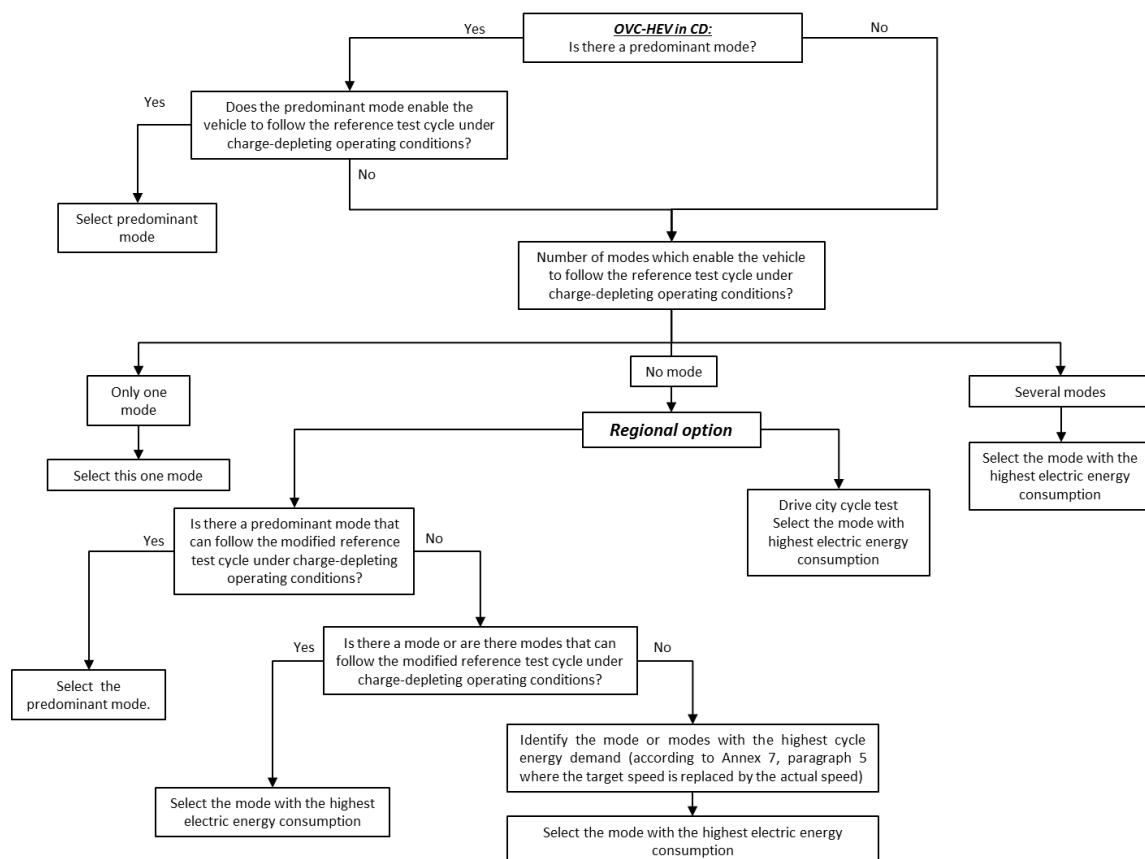 OVC-HEV in CD:
Is there a predominant mode?
Yes
No
Does the predominant mode enable the
vehicle to follow the reference test cycle under
charge-depleting operating conditions?
Yes
No
Select predominant
mode
Number of modes which enable the vehicle
to follow the reference test cycle under
charge-depleting operating conditions?
Only one
mode
No mode
Several modes
Select this one mode
Regional option
Select the mode with the
highest electric energy
consumption
Drive city cycle test
Select the mode with
highest electric energy
consumption
Is there a predominant mode that
can follow the modified reference
test cycle under charge-depleting
operating conditions?
Yes
No
Select the
predominant mode.
Is there a mode or are there modes that can
follow the modified reference test cycle under
charge-depleting operating conditions?
Yes
No
Select the mode with the highest
electric energy consumption
Identify the mode or modes with the highest cycle
energy demand (according to Annex 7, paragraph 5
where the target speed is replaced by the actual speed)
Select the mode with the highest electric energy
consumption